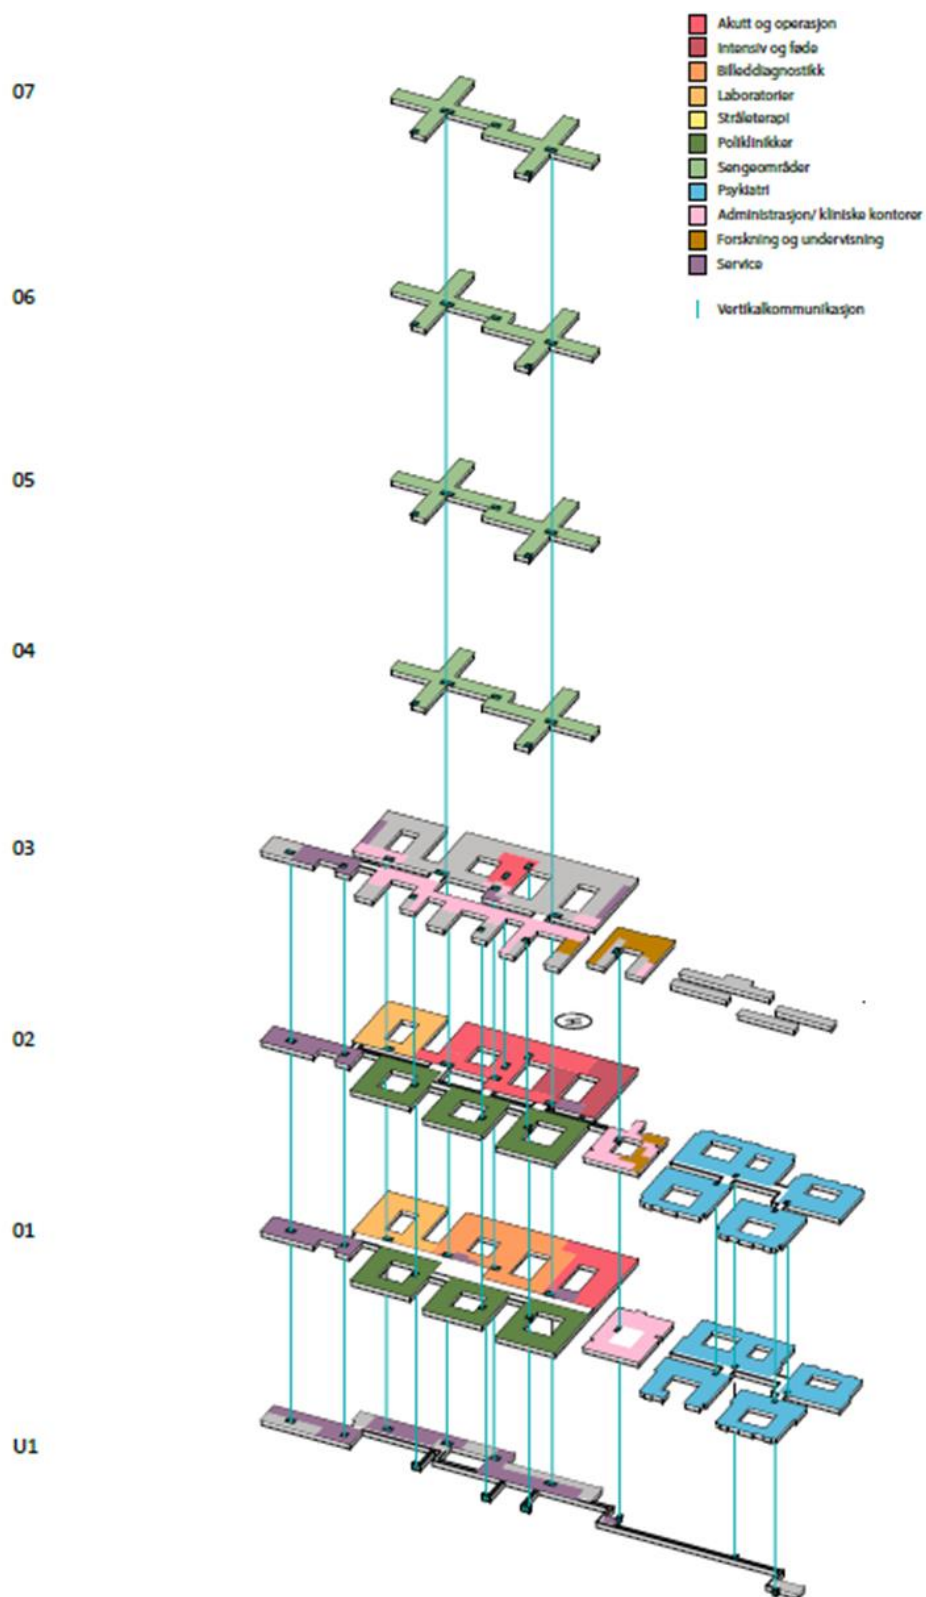 Akutt og operasjon
Intensiv og føde
Billeddiagnostikk
Laboratorier
Stråleterapi
Poliklinikker
Sengeområder
Psykiatri
Administrasjon/ kliniske kontorer
Forskning og undervisning
Service
Vertikalkommunikasjon
07
06
05
04
03
02
01
U1